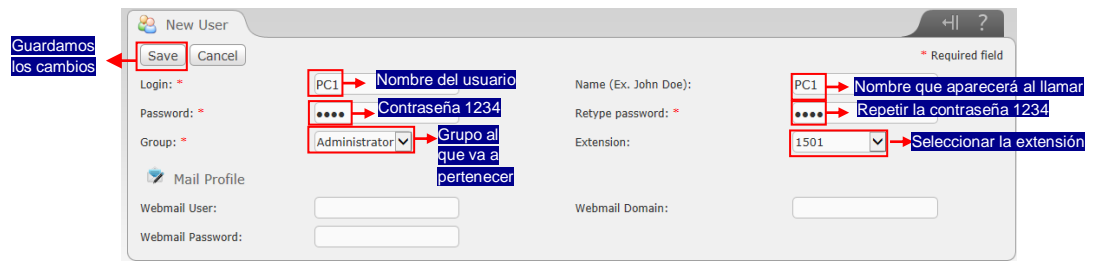 New User
?
Guardamos
los cambios
Save Cancel
* Required field
Login: *
PC1
Nombre del usuario
Name (Ex. John Doe):
PC1
Nombre que aparecerá al llamar
Password: *
••••
Contraseña 1234
Retype password: *
••••
Repetir la contraseña 1234
Group: *
Administrator
Grupo al
que va a
pertenecer
Extension:
1501
Seleccionar la extensión
Mail Profile
Webmail User:
Webmail Domain:
Webmail Password: